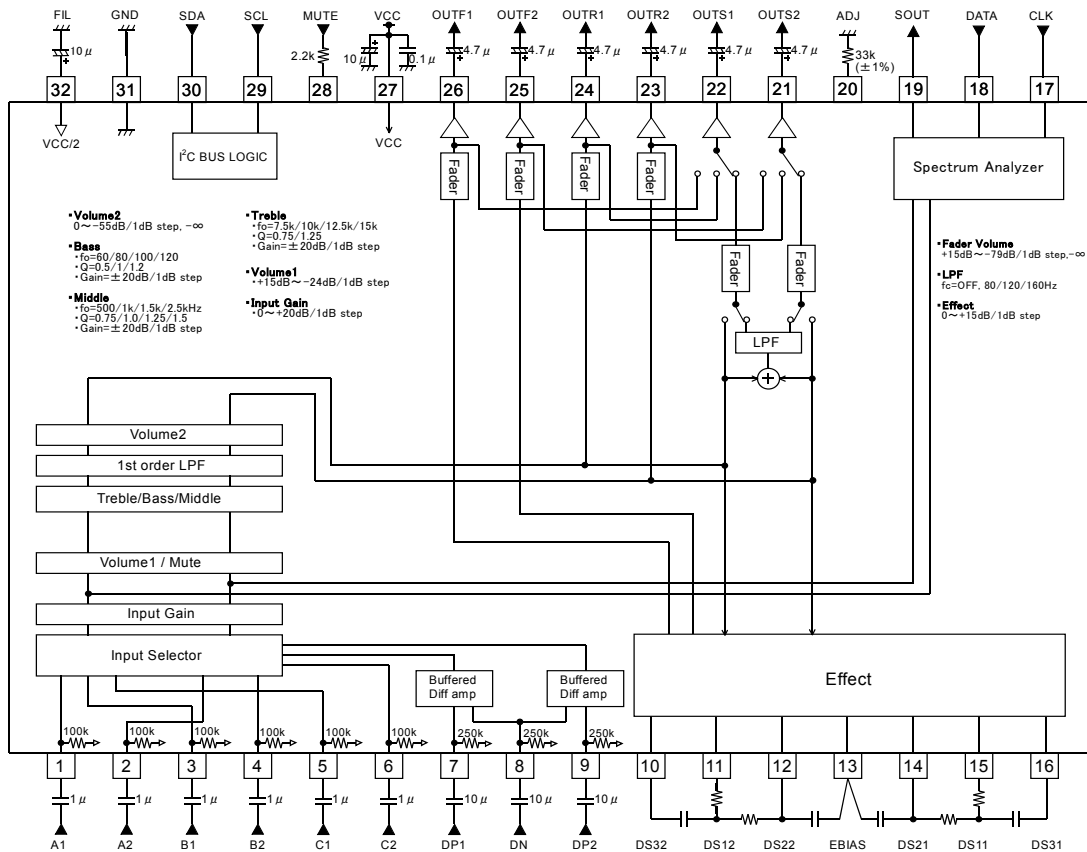 FIL GND SDA SCL MUTE VCC OUTF1 OUTF2 OUTR1 OUTR2 OUTS1 OUTS2 ADJ SOUT DATA CLK
10μ 2.2k 10μ 0.1μ 4.7μ 4.7μ 4.7μ 4.7μ 4.7μ 4.7μ 33k
(±1%)
32 31 30 29 28 27 26 25 24 23 22 21 20 19 18 17
VCC/2 VCC
I²C BUS LOGIC
Fader Fader Fader Fader
Spectrum Analyzer
・Volume2
0～−55dB/1dB step, −∞
・Bass
・fo=60/80/100/120
・Q=0.5/1/1.2
・Gain=±20dB/1dB step
・Middle
・fo=500/1k/1.5k/2.5kHz
・Q=0.75/1.0/1.25/1.5
・Gain=±20dB/1dB step
・Treble
・fo=7.5k/10k/12.5k/15k
・Q=0.75/1.25
・Gain=±20dB/1dB step
・Volume1
・+15dB～−24dB/1dB step
・Input Gain
・0～+20dB/1dB step
Fader Fader
・Fader Volume
+15dB～−79dB/1dB step,−∞
・LPF
fc=OFF, 80/120/160Hz
・Effect
0～+15dB/1dB step
LPF
+
Volume2
1st order LPF
Treble/Bass/Middle
Volume1 / Mute
Input Gain
Input Selector
Buffered
Diff amp
Buffered
Diff amp
Effect
100k 100k 100k 100k 100k 100k 250k 250k 250k
1 2 3 4 5 6 7 8 9 10 11 12 13 14 15 16
1μ 1μ 1μ 1μ 1μ 1μ 10μ 10μ 10μ
A1 A2 B1 B2 C1 C2 DP1 DN DP2 DS32 DS12 DS22 EBIAS DS21 DS11 DS31